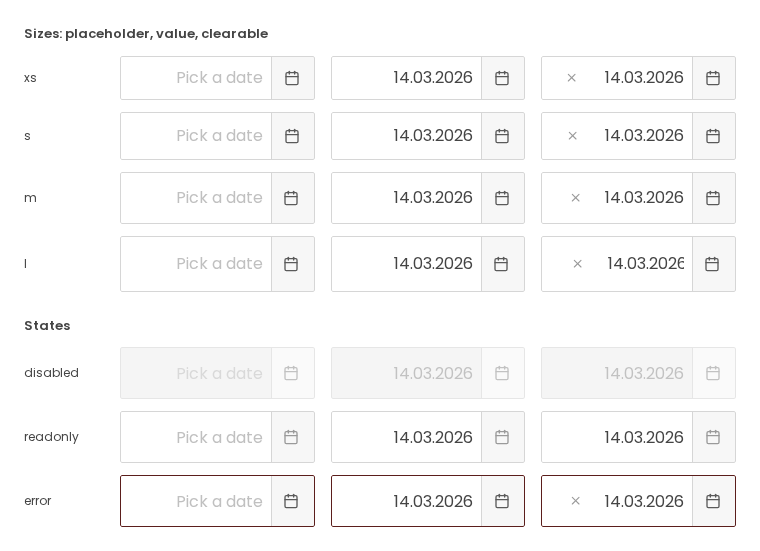 Sizes: placeholder, value, clearable
xs Pick a date 14.03.2026 14.03.2026
s Pick a date 14.03.2026 14.03.2026
m Pick a date 14.03.2026 14.03.2026
l Pick a date 14.03.2026 14.03.2026
States
disabled Pick a date 14.03.2026 14.03.2026
readonly Pick a date 14.03.2026 14.03.2026
error Pick a date 14.03.2026 14.03.2026